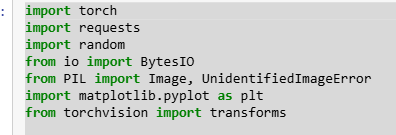 :
import torch
import requests
import random
from io import BytesIO
from PIL import Image, UnidentifiedImageError
import matplotlib.pyplot as plt
from torchvision import transforms